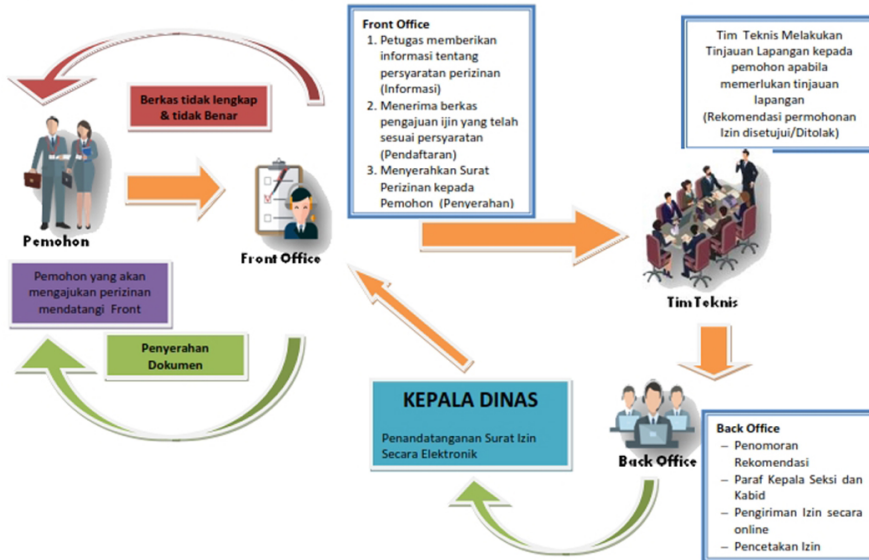 Berkas tidak lengkap
& tidak Benar
Pemohon
Pemohon yang akan
mengajukan perizinan
mendatangi Front
Penyerahan
Dokumen
Front Office
Front Office
1. Petugas memberikan
informasi tentang
persyaratan perizinan
(Informasi)
2. Menerima berkas
pengajuan ijin yang telah
sesuai persyaratan
(Pendaftaran)
3. Menyerahkan Surat
Perizinan kepada
Pemohon (Penyerahan)
Tim Teknis Melakukan
Tinjauan Lapangan kepada
pemohon apabila
memerlukan tinjauan
lapangan
(Rekomendasi permohonan
Izin disetujui/Ditolak)
Tim Teknis
KEPALA DINAS
Penandatanganan Surat Izin
Secara Elektronik
Back Office
Back Office
– Penomoran
Rekomendasi
– Paraf Kepala Seksi dan
Kabid
– Pengiriman Izin secara
online
– Pencetakan Izin